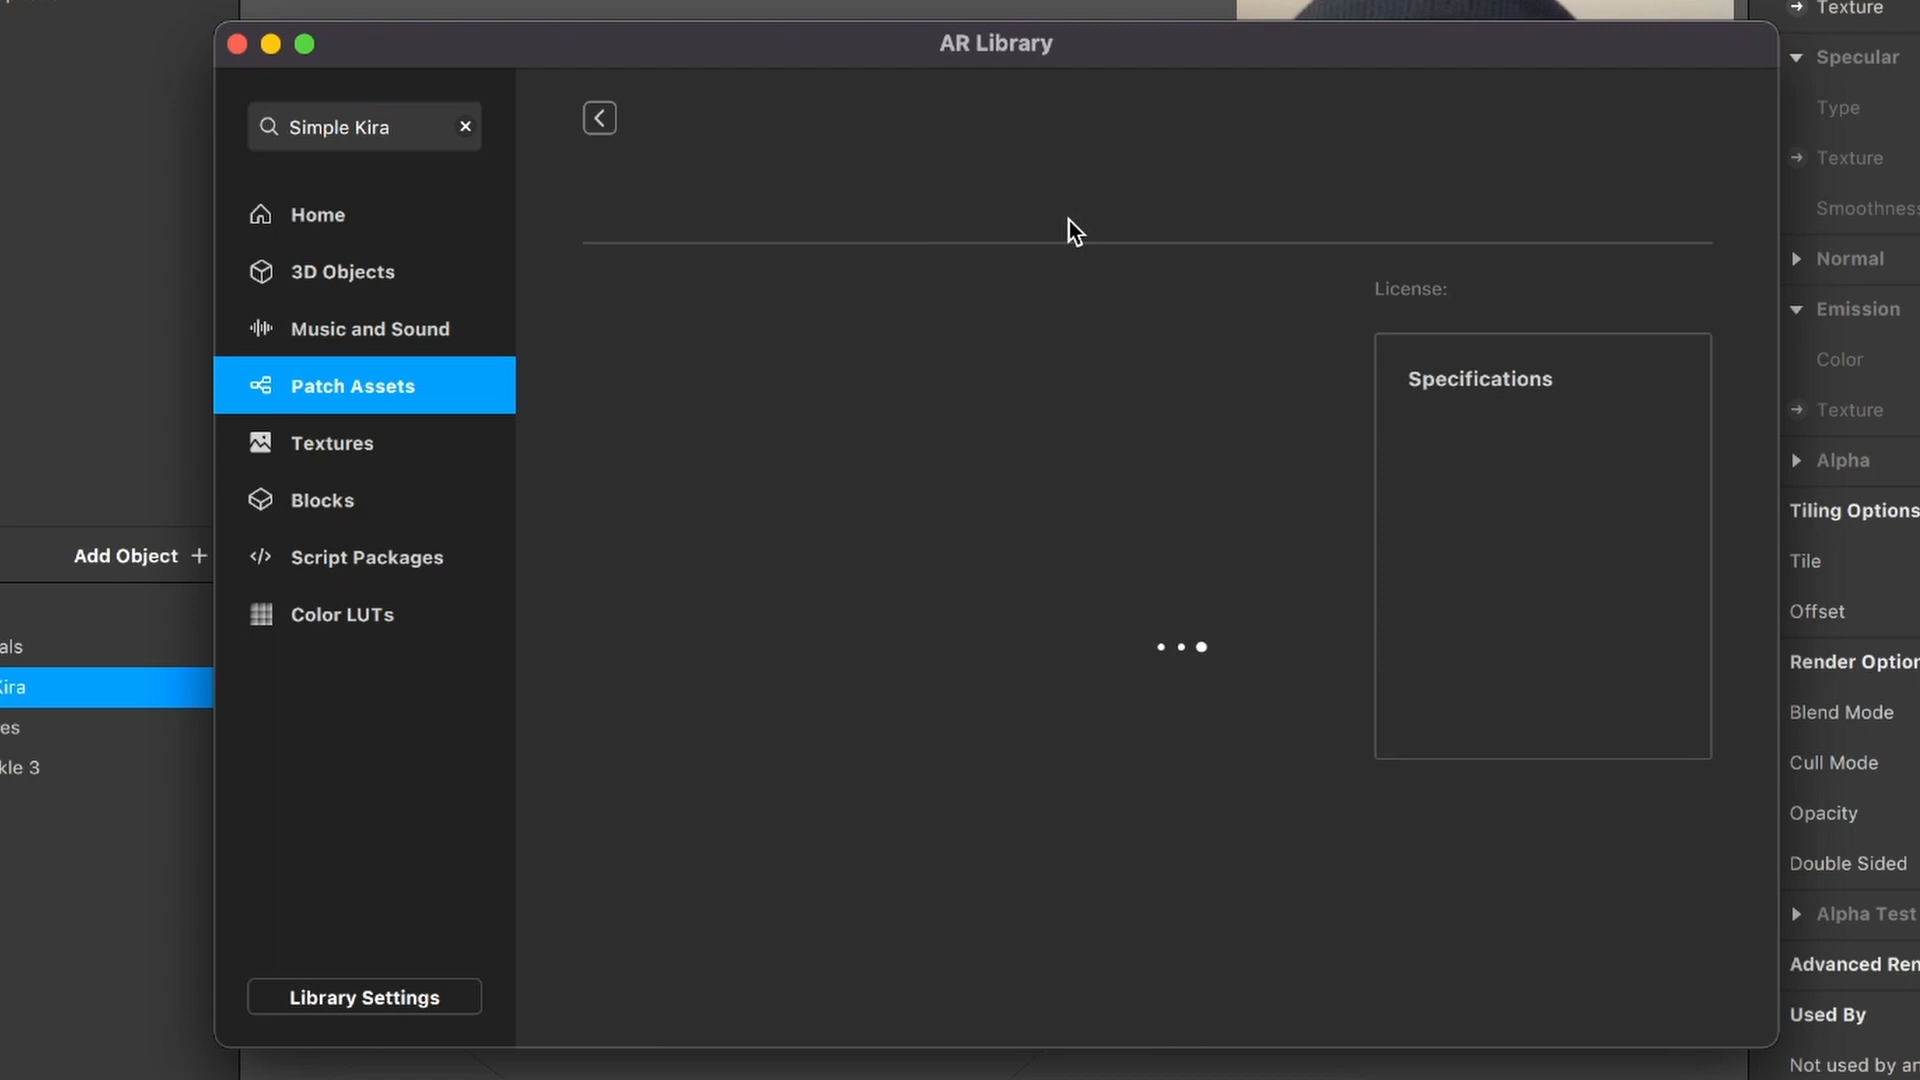 AR Library
Simple Kira
Home
3D Objects
Music and Sound
Patch Assets
Textures
Blocks
Script Packages
Color LUTs
Library Settings
License:
Specifications
Add Object +
als
Kira
es
kle 3
Texture
Specular
Type
Texture
Smoothness
Normal
Emission
Color
Texture
Alpha
Tiling Options
Tile
Offset
Render Option
Blend Mode
Cull Mode
Opacity
Double Sided
Alpha Test
Advanced Ren
Used By
Not used by an